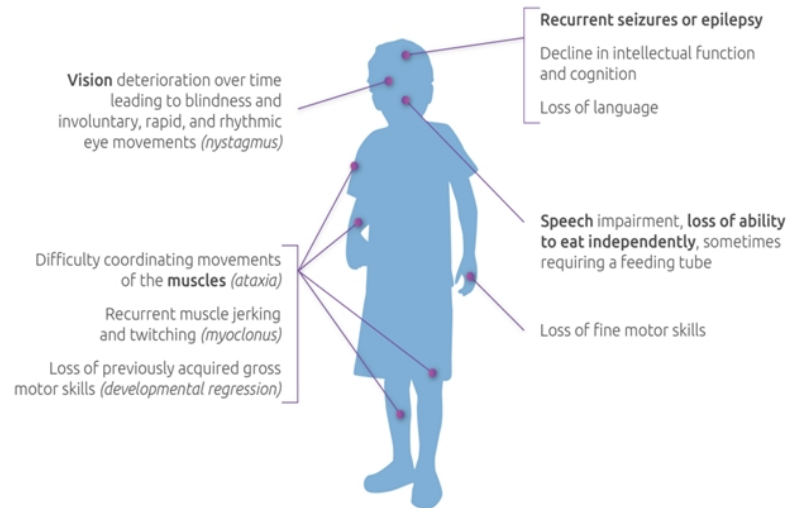 Recurrent seizures or epilepsy
Decline in intellectual function
and cognition
Loss of language
Vision deterioration over time
leading to blindness and
involuntary, rapid, and rhythmic
eye movements (nystagmus)
Speech impairment, loss of ability
to eat independently, sometimes
requiring a feeding tube
Loss of fine motor skills
Difficulty coordinating movements
of the muscles (ataxia)
Recurrent muscle jerking
and twitching (myoclonus)
Loss of previously acquired gross
motor skills (developmental regression)